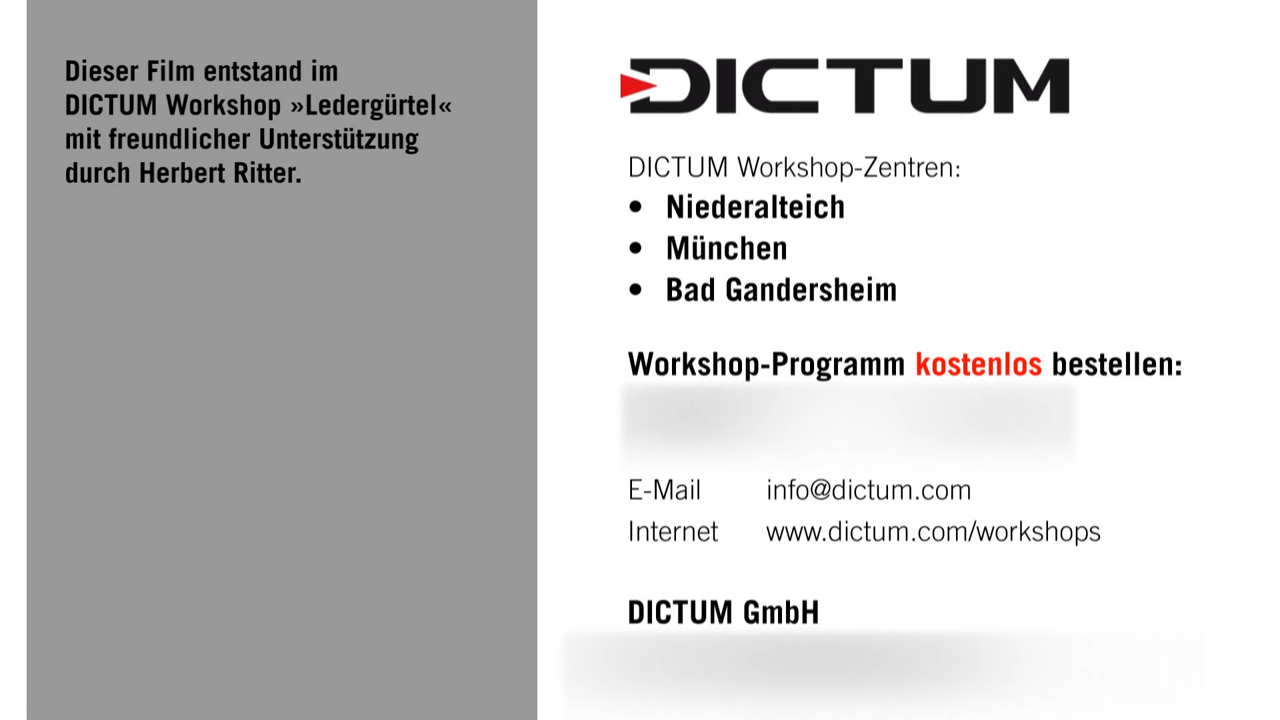 Dieser Film entstand im
DICTUM Workshop »Ledergürtel«
mit freundlicher Unterstützung
durch Herbert Ritter.
DICTUM
DICTUM Workshop-Zentren:
• Niederalteich
• München
• Bad Gandersheim
Workshop-Programm kostenlos bestellen:
E-Mail info@dictum.com
Internet www.dictum.com/workshops
DICTUM GmbH